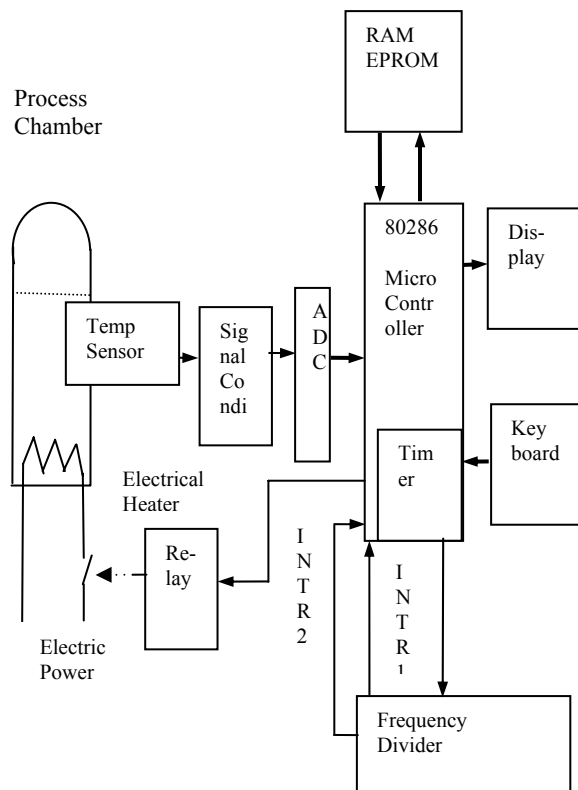 RAM
EPROM
Process
Chamber
80286
Micro
Contr
oller
Dis-
play
Temp
Sensor
Sig
nal
Co
ndi
A
D
C
Tim
er
Key
board
Electrical
Heater
Re-
lay
I
N
T
R
2
I
N
T
R
1
Electric
Power
Frequency
Divider